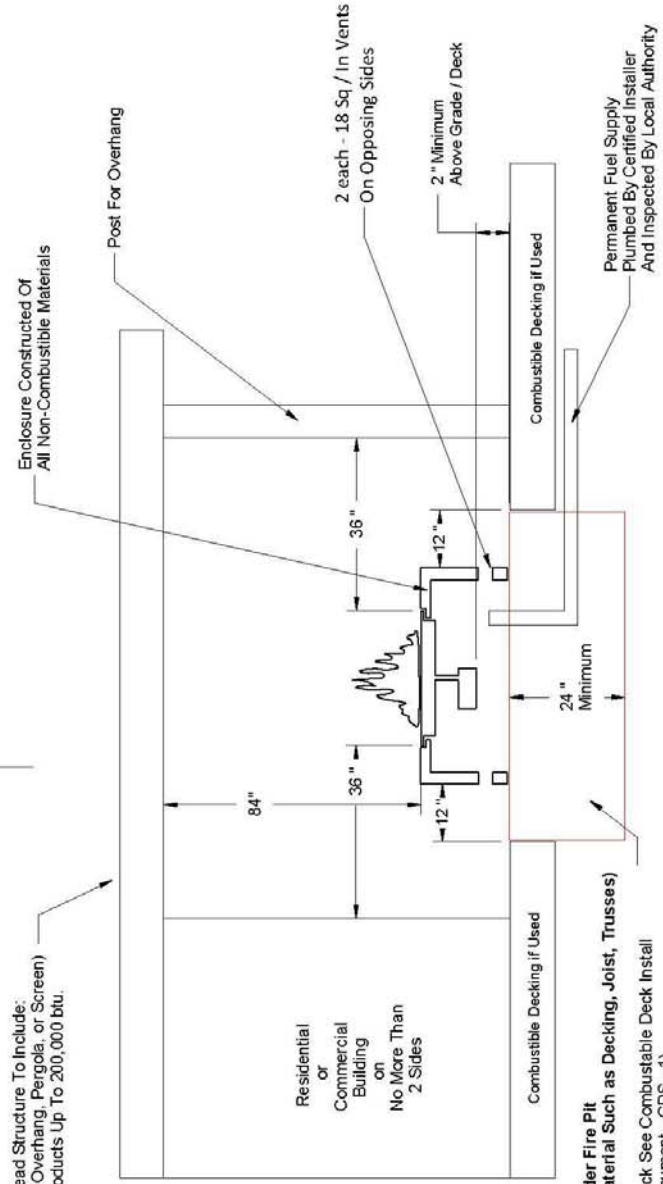 ead Structure To Include:
Overhang, Pergola, or Screen)
oducts Up To 200,000 btu.
Enclosure Constructed Of
All Non-Combustible Materials
Post For Overhang
2 each - 18 Sq / In Vents
On Opposing Sides
84"
36"
36"
12"
12"
2" Minimum
Above Grade / Deck
Residential
or
Commercial
Building
on
No More Than
2 Sides
Combustible Decking if Used
Combustible Decking if Used
24"
Minimum
Permanent Fuel Supply
Plumbed By Certified Installer
And Inspected By Local Authority
der Fire Pit
aterial Such as Decking, Joist, Trusses)
ck See Combustable Deck Install